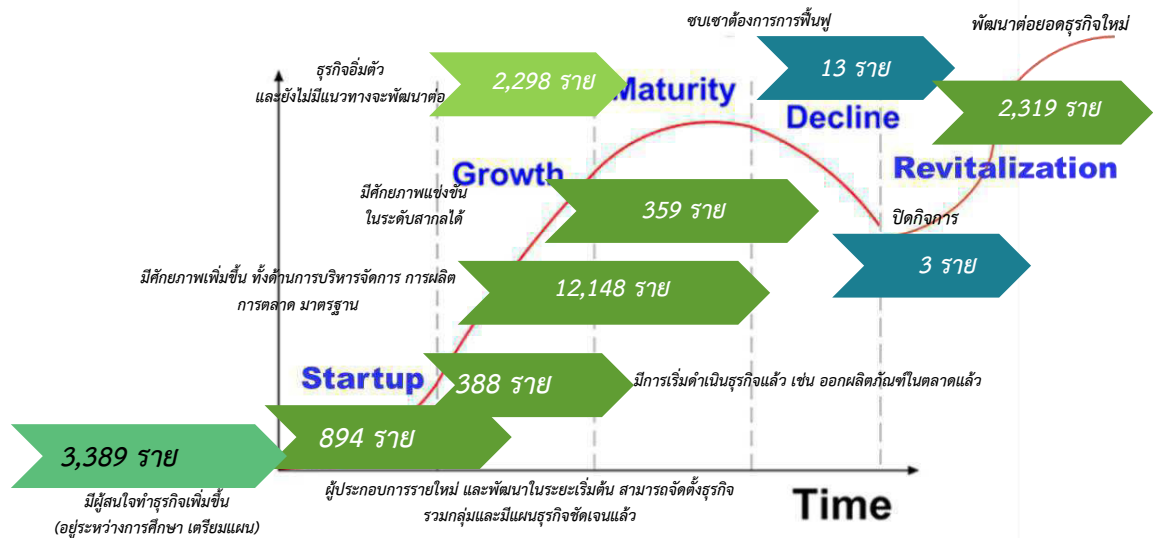 ซบเซาต้องการการฟื้นฟู
พัฒนาต่อยอดธุรกิจใหม่
ธุรกิจอิ่มตัว
และยังไม่มีแนวทางจะพัฒนาต่อ
2,298 ราย
Maturity
13 ราย
Decline
2,319 ราย
Revitalization
Growth
มีศักยภาพแข่งขัน
ในระดับสากลได้
359 ราย
ปิดกิจการ
3 ราย
มีศักยภาพเพิ่มขึ้น ทั้งด้านการบริหารจัดการ การผลิต
การตลาด มาตรฐาน
12,148 ราย
Startup
388 ราย
มีการเริ่มดำเนินธุรกิจแล้ว เช่น ออกผลิตภัณฑ์ในตลาดแล้ว
894 ราย
3,389 ราย
มีผู้สนใจทำธุรกิจเพิ่มขึ้น
(อยู่ระหว่างการศึกษา เตรียมแผน)
ผู้ประกอบการรายใหม่ และพัฒนาในระยะเริ่มต้น สามารถจัดตั้งธุรกิจ
รวมกลุ่มและมีแผนธุรกิจชัดเจนแล้ว
Time